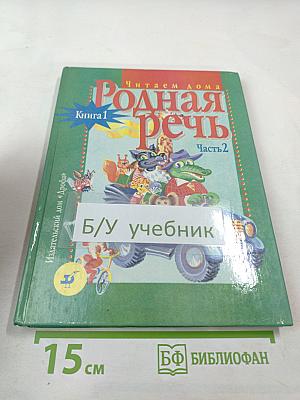 Читаем дома
Родная
речь
Книга 1
Часть 2
Издательский дом «Дрофа»
Б/У учебник
15 см
БФ БИБЛИОФАН